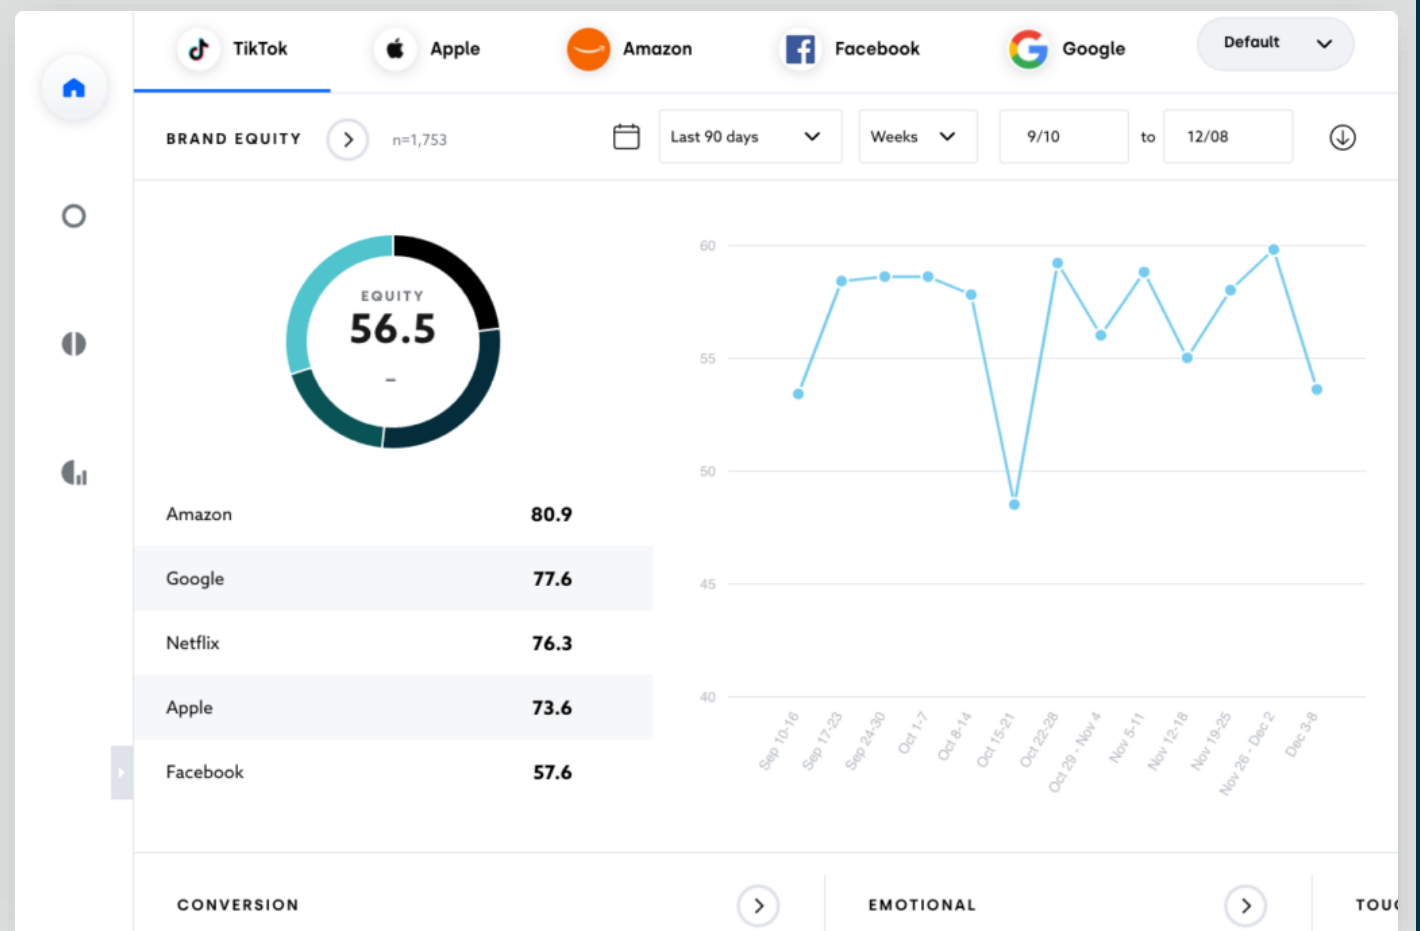 TikTok
Apple
Amazon
Facebook
Google
Default
BRAND EQUITY
n=1,753
Last 90 days
Weeks
9/10
to
12/08
EQUITY
56.5
–
Amazon 80.9
Google 77.6
Netflix 76.3
Apple 73.6
Facebook 57.6
60
55
50
45
40
Sep 10-16
Sep 17-23
Sep 24-30
Oct 1-7
Oct 8-14
Oct 15-21
Oct 22-28
Oct 29 - Nov 4
Nov 5-11
Nov 12-18
Nov 19-25
Nov 26 - Dec 2
Dec 3-8
CONVERSION
EMOTIONAL